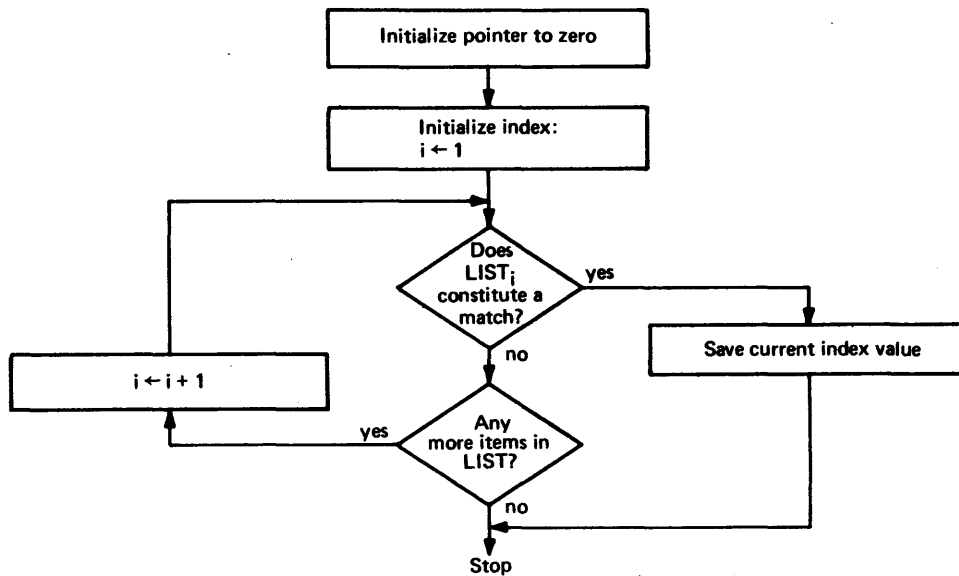 Initialize pointer to zero
Initialize index:
i ← 1
Does
LISTi
constitute a
match?
yes
no
Save current index value
i ← i + 1
Any
more items in
LIST?
yes
no
Stop